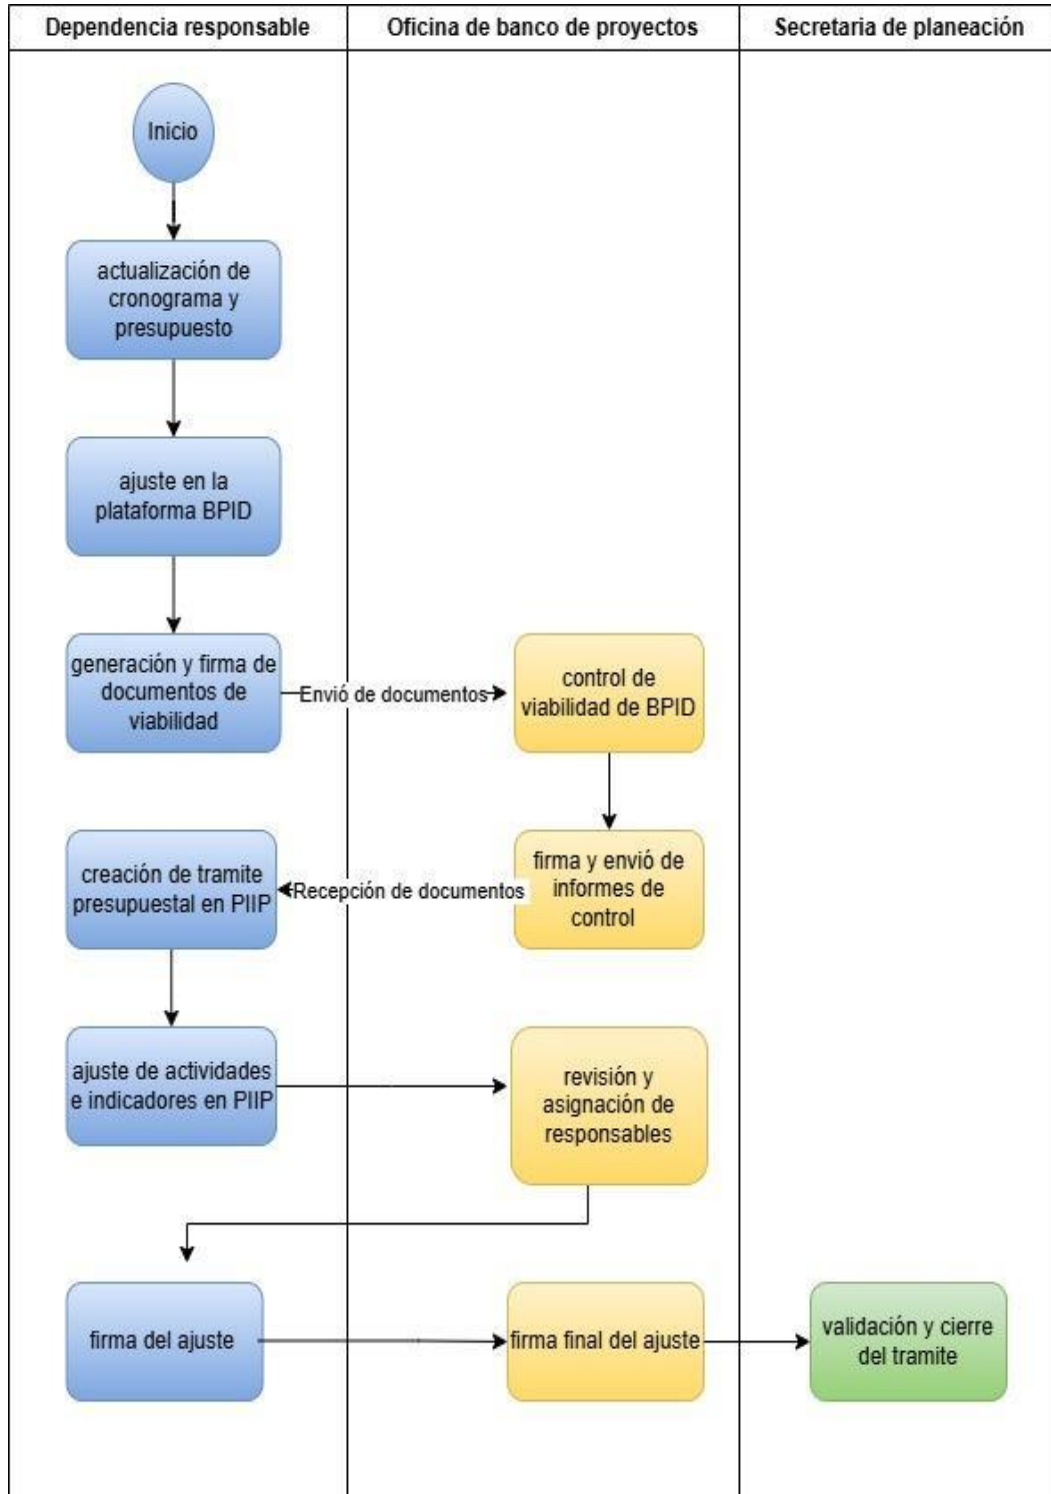 Dependencia responsable
Oficina de banco de proyectos
Secretaria de planeación
Inicio
actualización de
cronograma y
presupuesto
ajuste en la
plataforma BPID
generación y firma de
documentos de
viabilidad
Envió de documentos
control de
viabilidad de BPID
firma y envió de
informes de
control
Recepción de documentos
creación de tramite
presupuestal en PIIP
ajuste de actividades
e indicadores en PIIP
revisión y
asignación de
responsables
firma del ajuste
firma final del ajuste
validación y cierre
del tramite